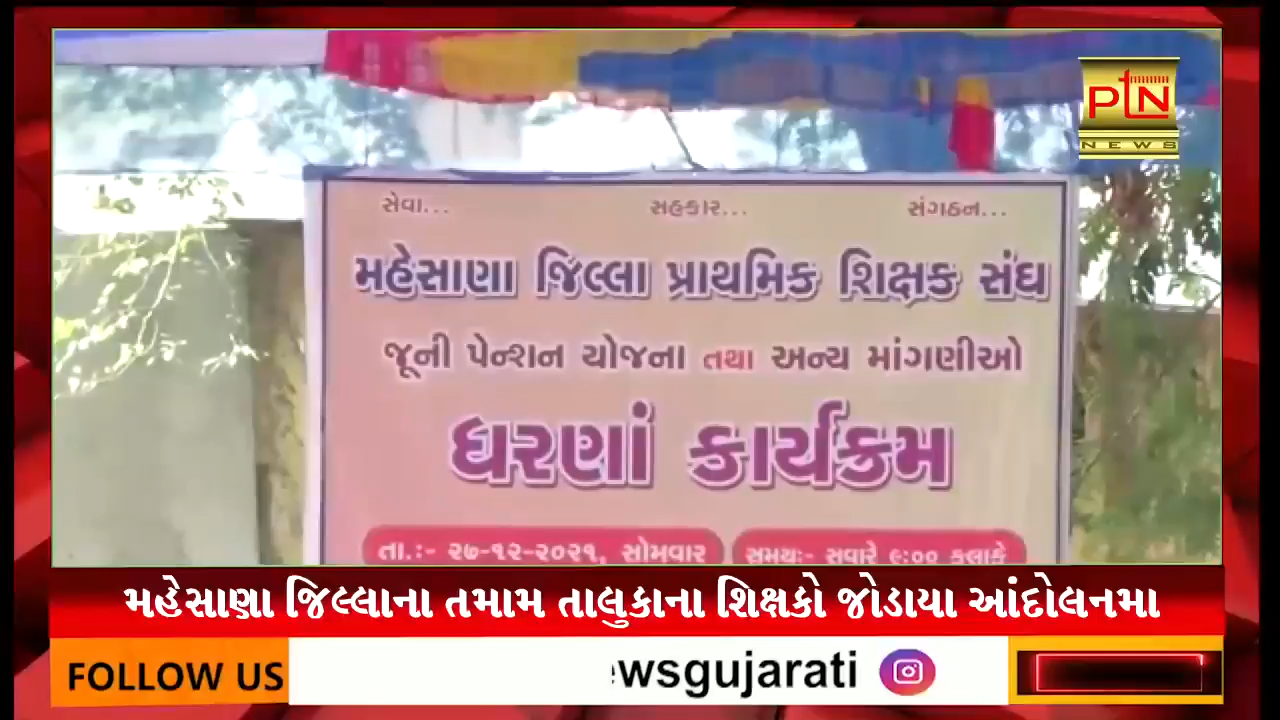 PTN
NEWS
સેવા... સહકાર... સંગઠન...
મહેસાણા જિલ્લા પ્રાથમિક શિક્ષક સંઘ
જૂની પેન્શન યોજના તથા અન્ય માંગણીઓ
ધરણાં કાર્યક્રમ
તા.:- ૨૭-૧૨-૨૦૨૧, સોમવાર સમયઃ- સવારે ૯:૦૦ કલાકે
મહેસાણા જિલ્લાના તમામ તાલુકાના શિક્ષકો જોડાયા આંદોલનમા
FOLLOW US wsgujarati